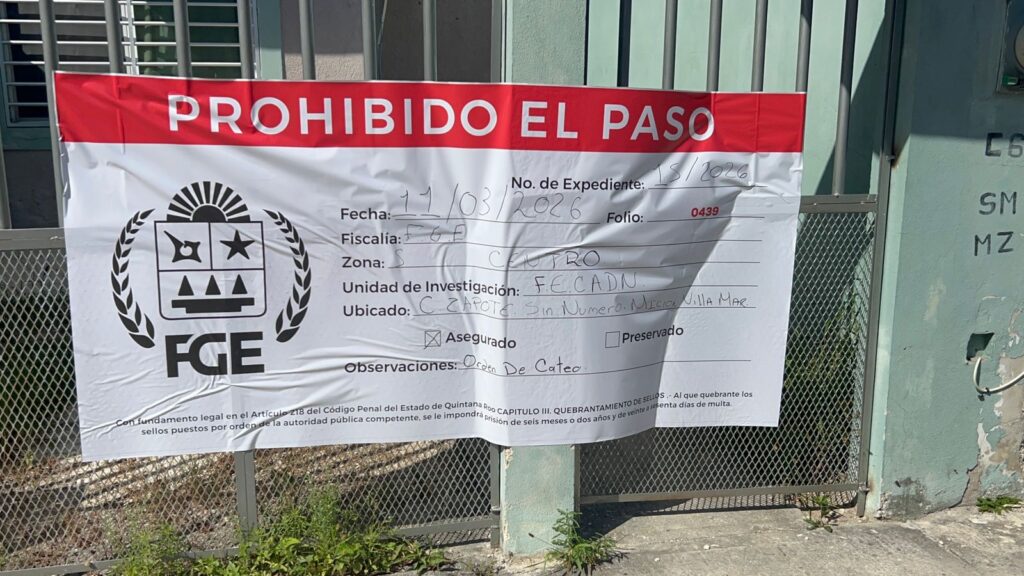 PROHIBIDO EL PASO
No. de Expediente: 15/2026
Fecha: 11/03/2026 Folio: 0439
Fiscalía: FGE
Zona: S CENTRO
Unidad de Investigación: F.E.CADN
Ubicado: C. ZAPOTE. Sin Numero. Villa Mar
Asegurado Preservado
Observaciones: Orden De Cateo.
FGE
Con fundamento legal en el Artículo 218 del Código Penal del Estado de Quintana Roo CAPITULO III. QUEBRANTAMIENTO DE SELLOS .- Al que quebrante los
sellos puestos por orden de la autoridad pública competente, se le impondrá prisión de seis meses o dos años y de veinte a sesenta días de multa.
SM
MZ